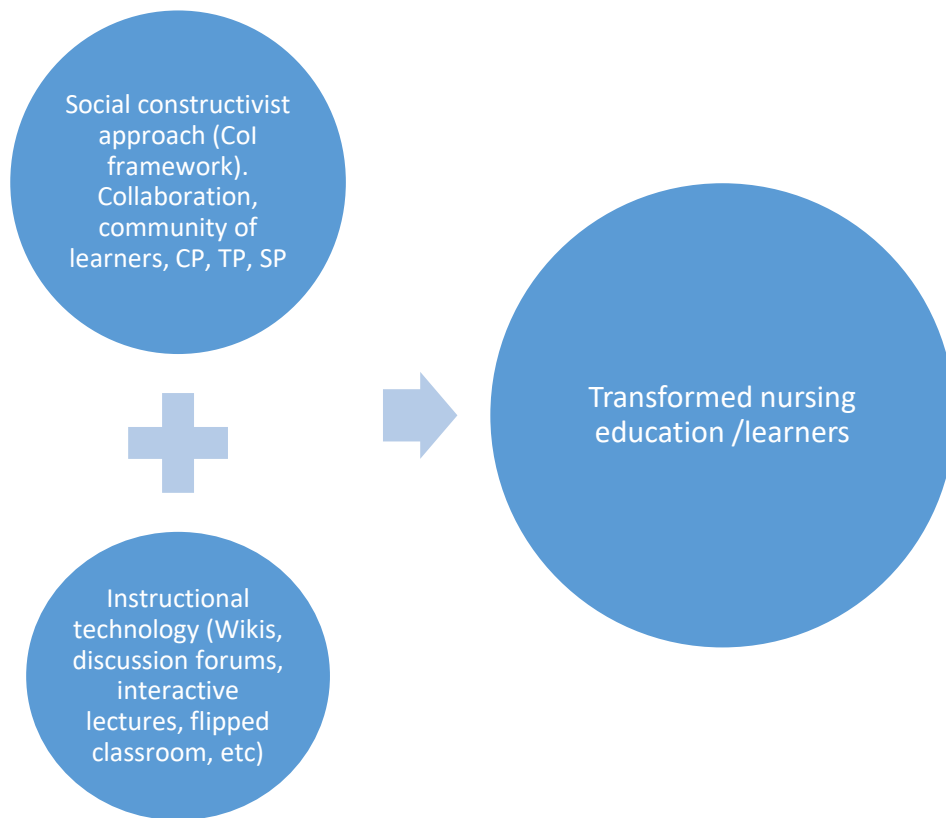 Social constructivist
approach (CoI
framework).
Collaboration,
community of
learners, CP, TP, SP
Instructional
technology (Wikis,
discussion forums,
interactive
lectures, flipped
classroom, etc)
Transformed nursing
education /learners